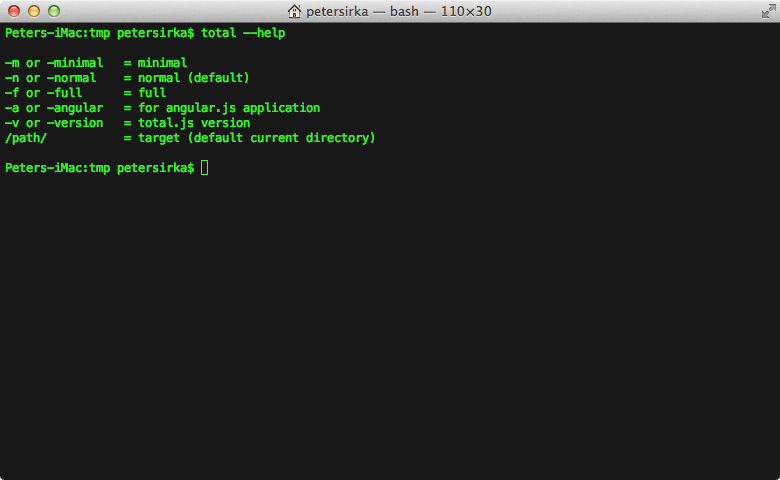 petersirka — bash — 110×30
Peters-iMac:tmp petersirka$ total --help
-m or -minimal   = minimal
-n or -normal    = normal (default)
-f or -full      = full
-a or -angular   = for angular.js application
-v or -version   = total.js version
/path/           = target (default current directory)
Peters-iMac:tmp petersirka$